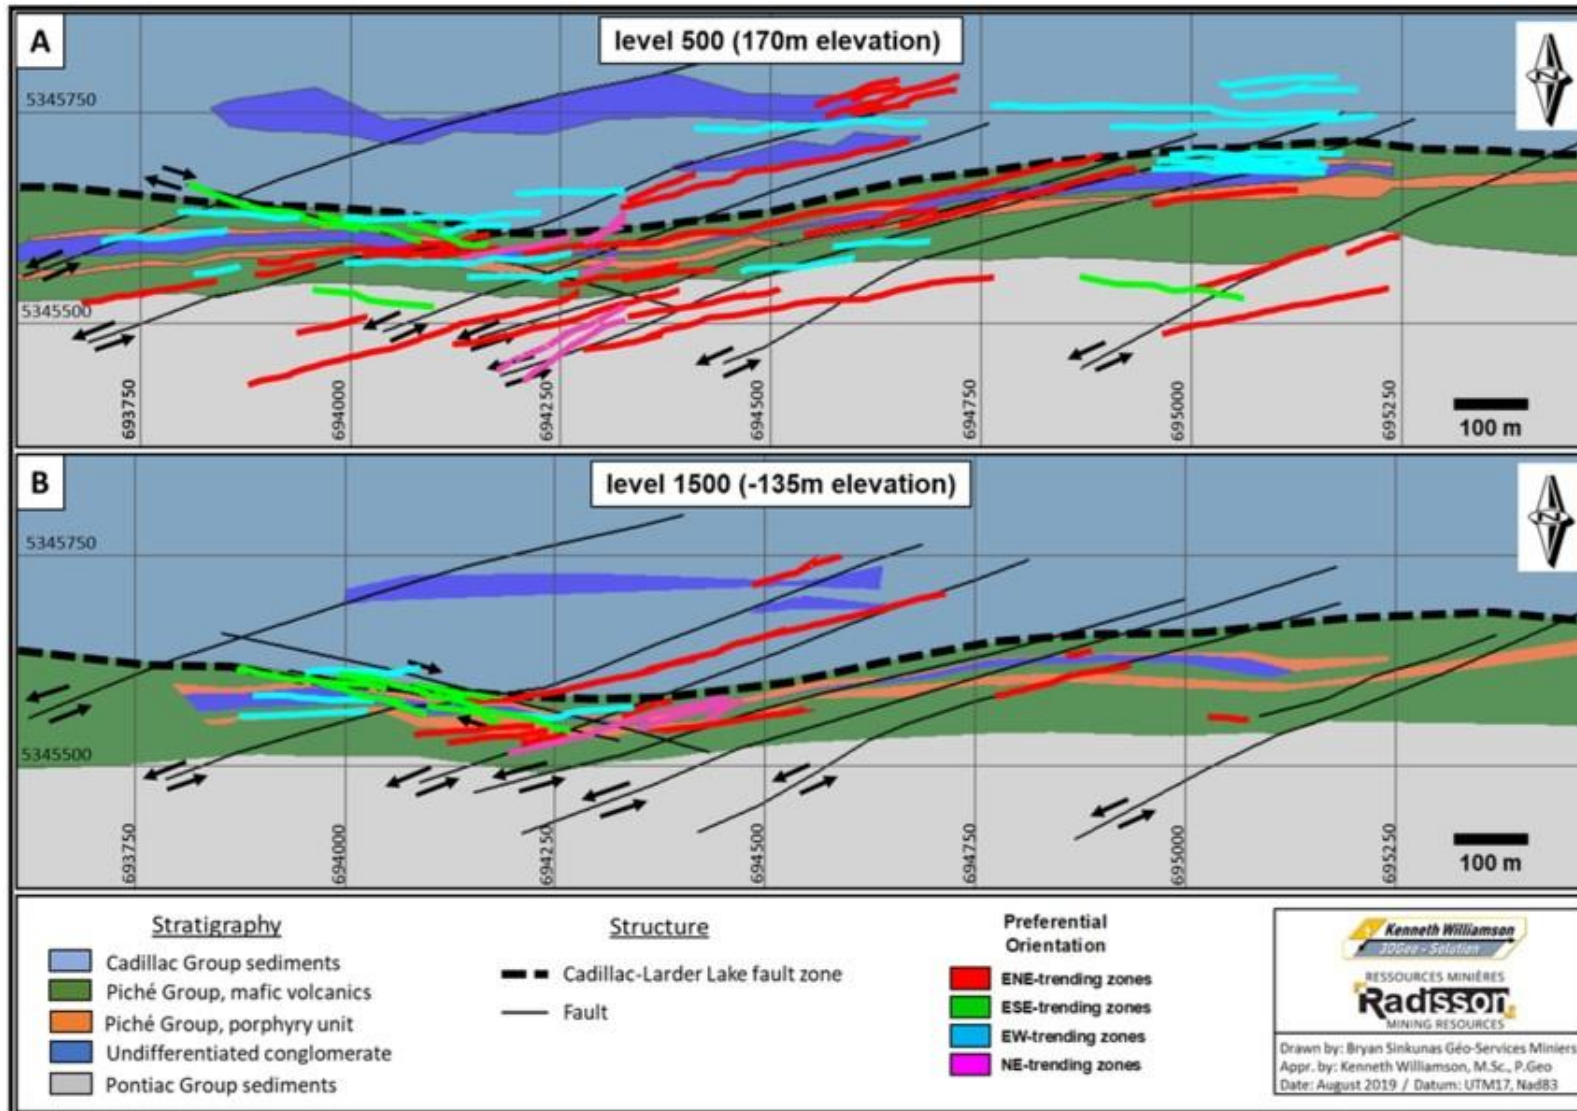 A
level 500 (170m elevation)
N
5345750
5345500
693750
694000
694250
694500
694750
695000
695250
100 m
B
level 1500 (-135m elevation)
N
5345750
5345500
693750
694000
694250
694500
694750
695000
695250
100 m
Stratigraphy
Cadillac Group sediments
Piché Group, mafic volcanics
Piché Group, porphyry unit
Undifferentiated conglomerate
Pontiac Group sediments
Structure
Cadillac-Larder Lake fault zone
Fault
Preferential
Orientation
ENE-trending zones
ESE-trending zones
EW-trending zones
NE-trending zones
Kenneth Williamson
3DGeo - Solution
RESSOURCES MINIÈRES
Radisson
MINING RESOURCES
Drawn by: Bryan Sinkunas Géo-Services Miniers
Appr. by: Kenneth Williamson, M.Sc., P.Geo
Date: August 2019 / Datum: UTM17, Nad83